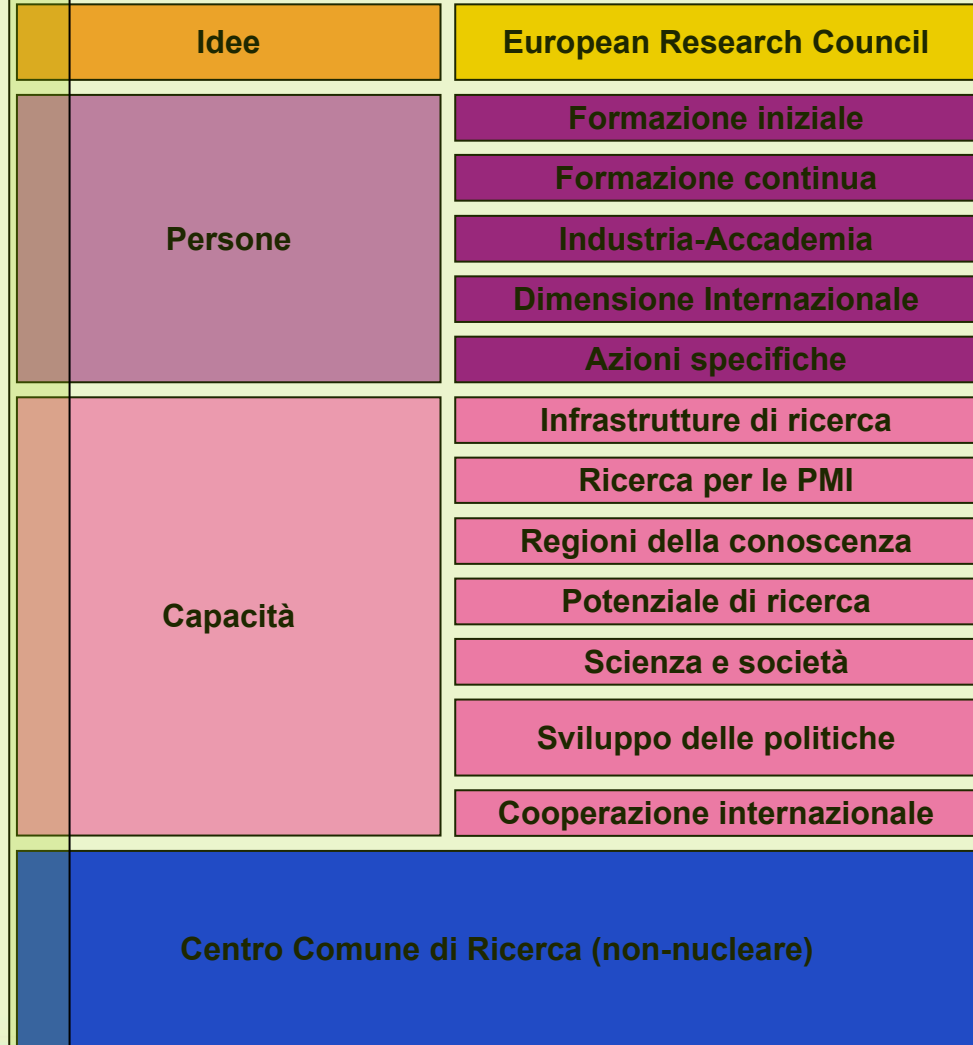 Idee
European Research Council
Persone
Formazione iniziale
Formazione continua
Industria-Accademia
Dimensione Internazionale
Azioni specifiche
Capacità
Infrastrutture di ricerca
Ricerca per le PMI
Regioni della conoscenza
Potenziale di ricerca
Scienza e società
Sviluppo delle politiche
Cooperazione internazionale
Centro Comune di Ricerca (non-nucleare)